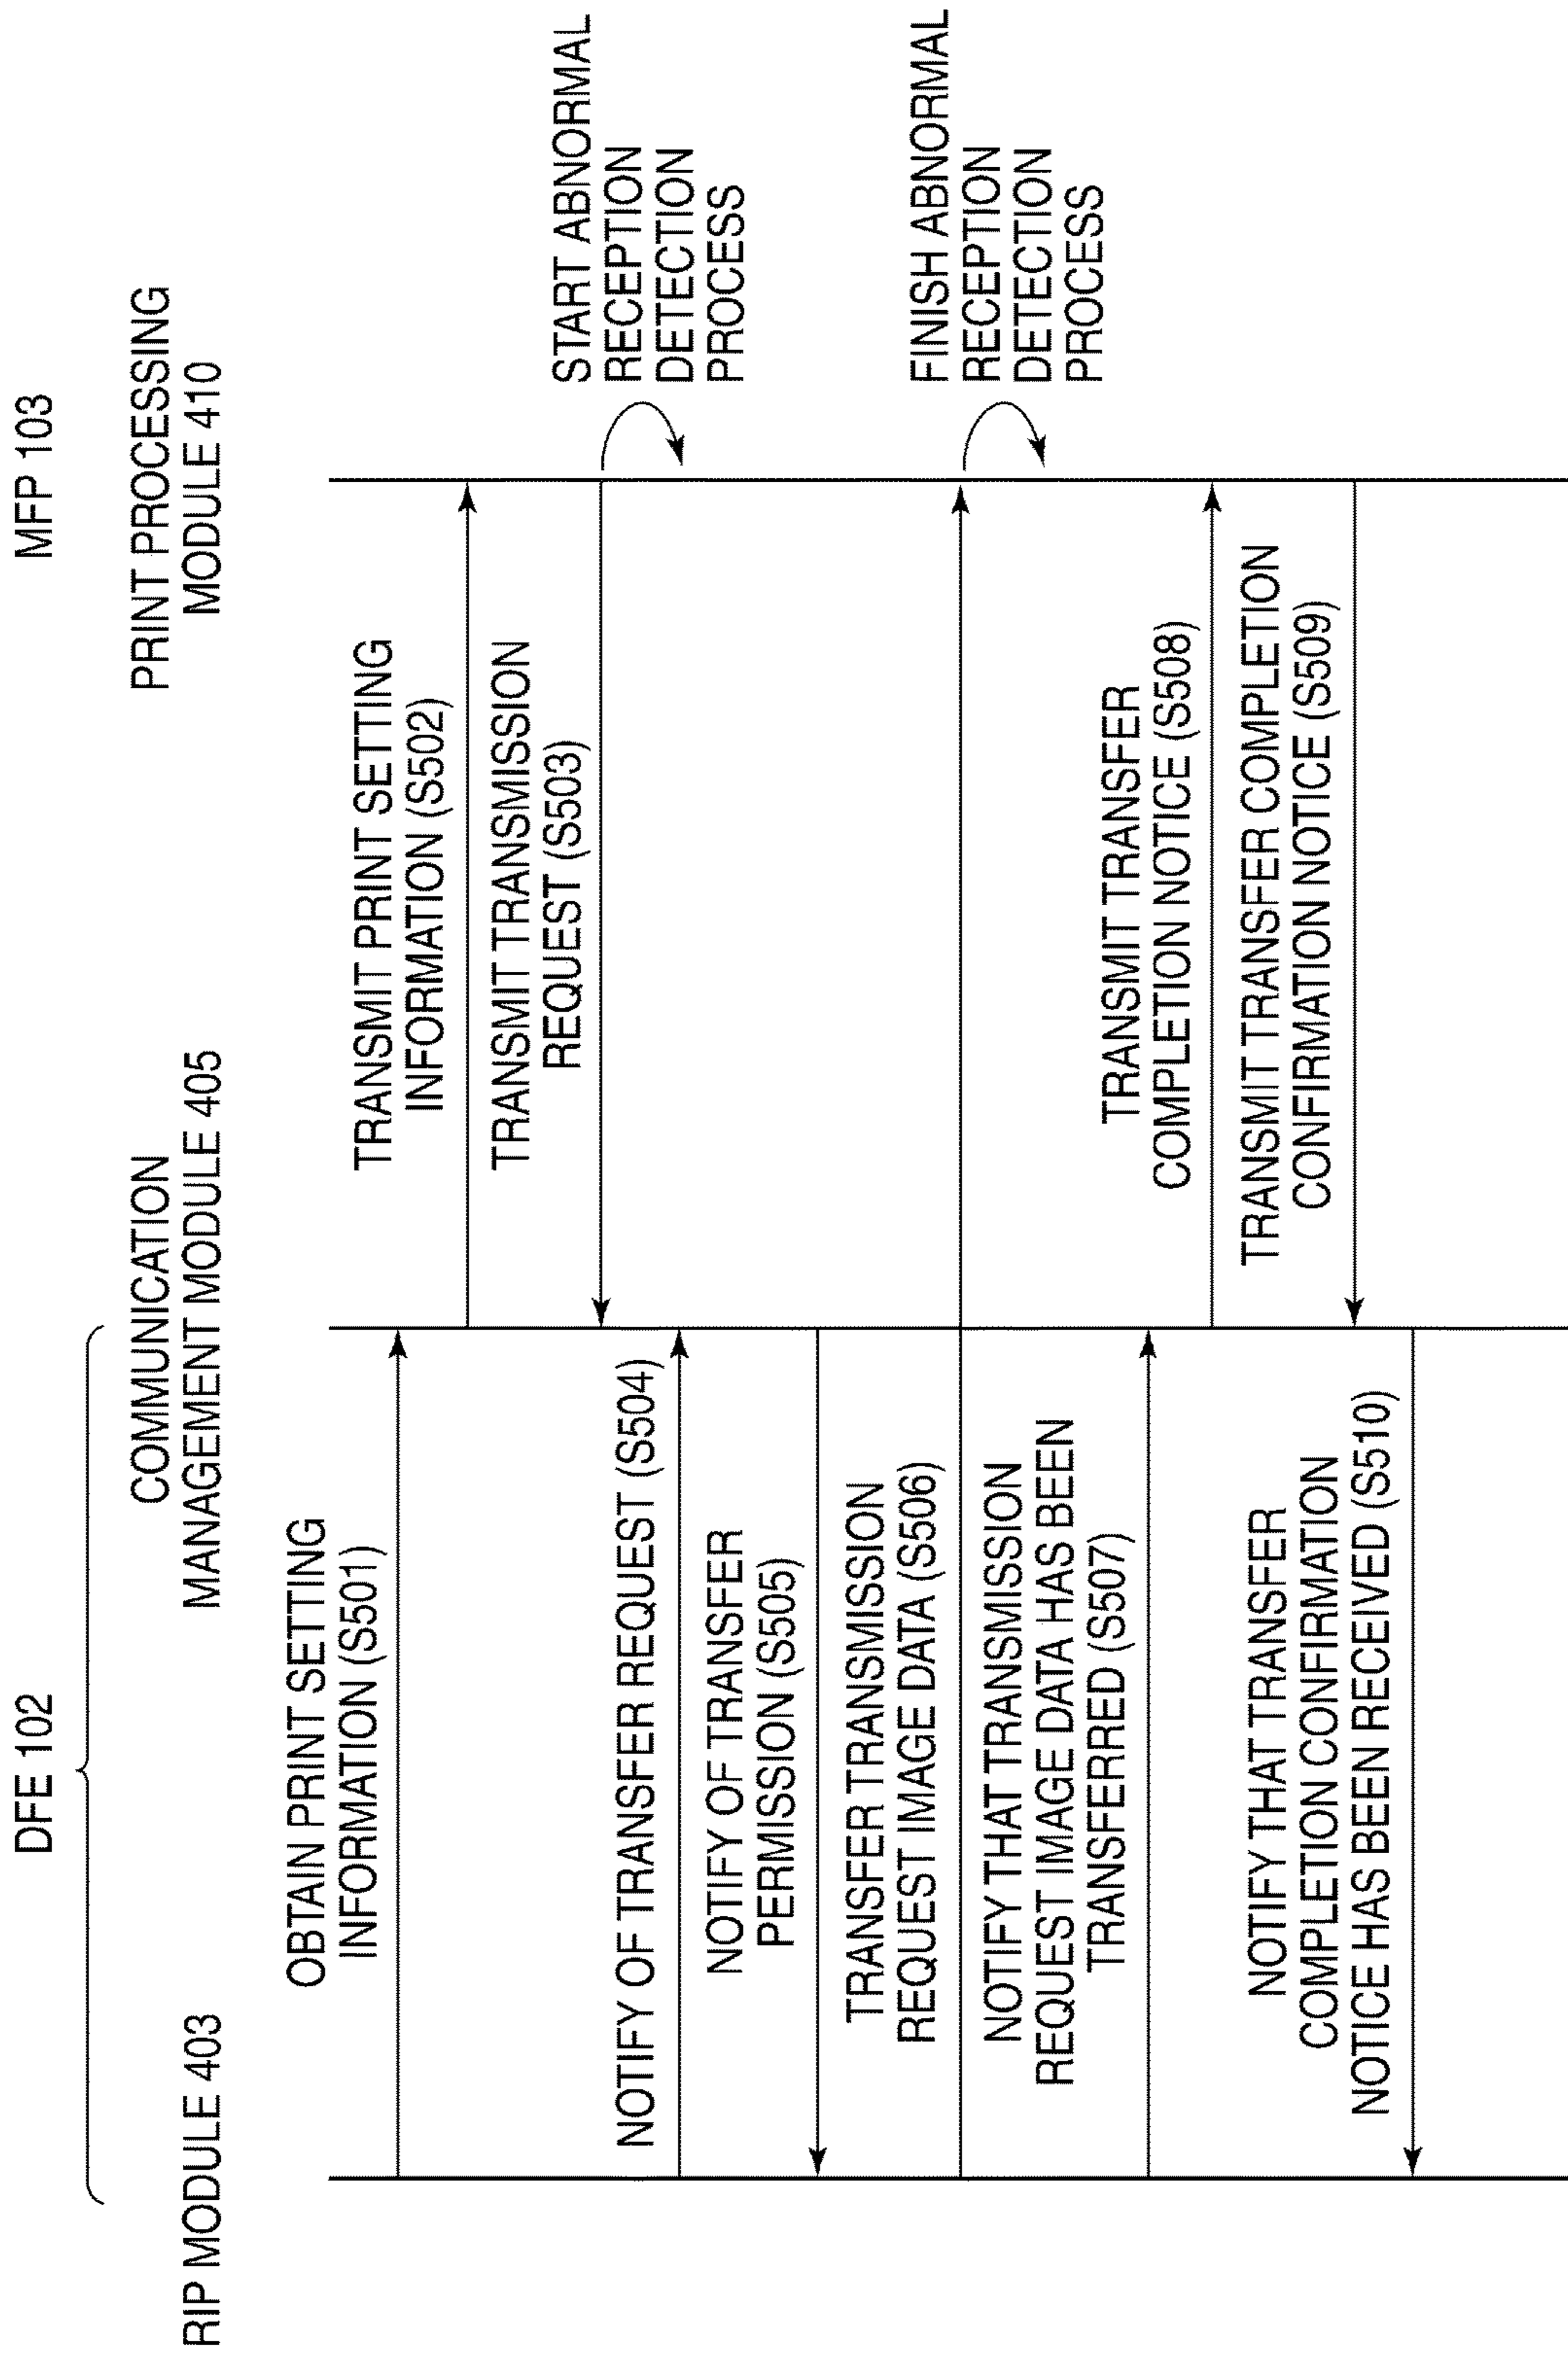 DFE 102
MFP 103
RIP MODULE 403
COMMUNICATION
MANAGEMENT MODULE 405
PRINT PROCESSING
MODULE 410
OBTAIN PRINT SETTING
INFORMATION (S501)
TRANSMIT PRINT SETTING
INFORMATION (S502)
TRANSMIT TRANSMISSION
REQUEST (S503)
START ABNORMAL
RECEPTION
DETECTION
PROCESS
NOTIFY OF TRANSFER REQUEST (S504)
NOTIFY OF TRANSFER
PERMISSION (S505)
TRANSFER TRANSMISSION
REQUEST IMAGE DATA (S506)
FINISH ABNORMAL
RECEPTION
DETECTION
PROCESS
NOTIFY THAT TRANSMISSION
REQUEST IMAGE DATA HAS BEEN
TRANSFERRED (S507)
TRANSMIT TRANSFER
COMPLETION NOTICE (S508)
TRANSMIT TRANSFER COMPLETION
CONFIRMATION NOTICE (S509)
NOTIFY THAT TRANSFER
COMPLETION CONFIRMATION
NOTICE HAS BEEN RECEIVED (S510)